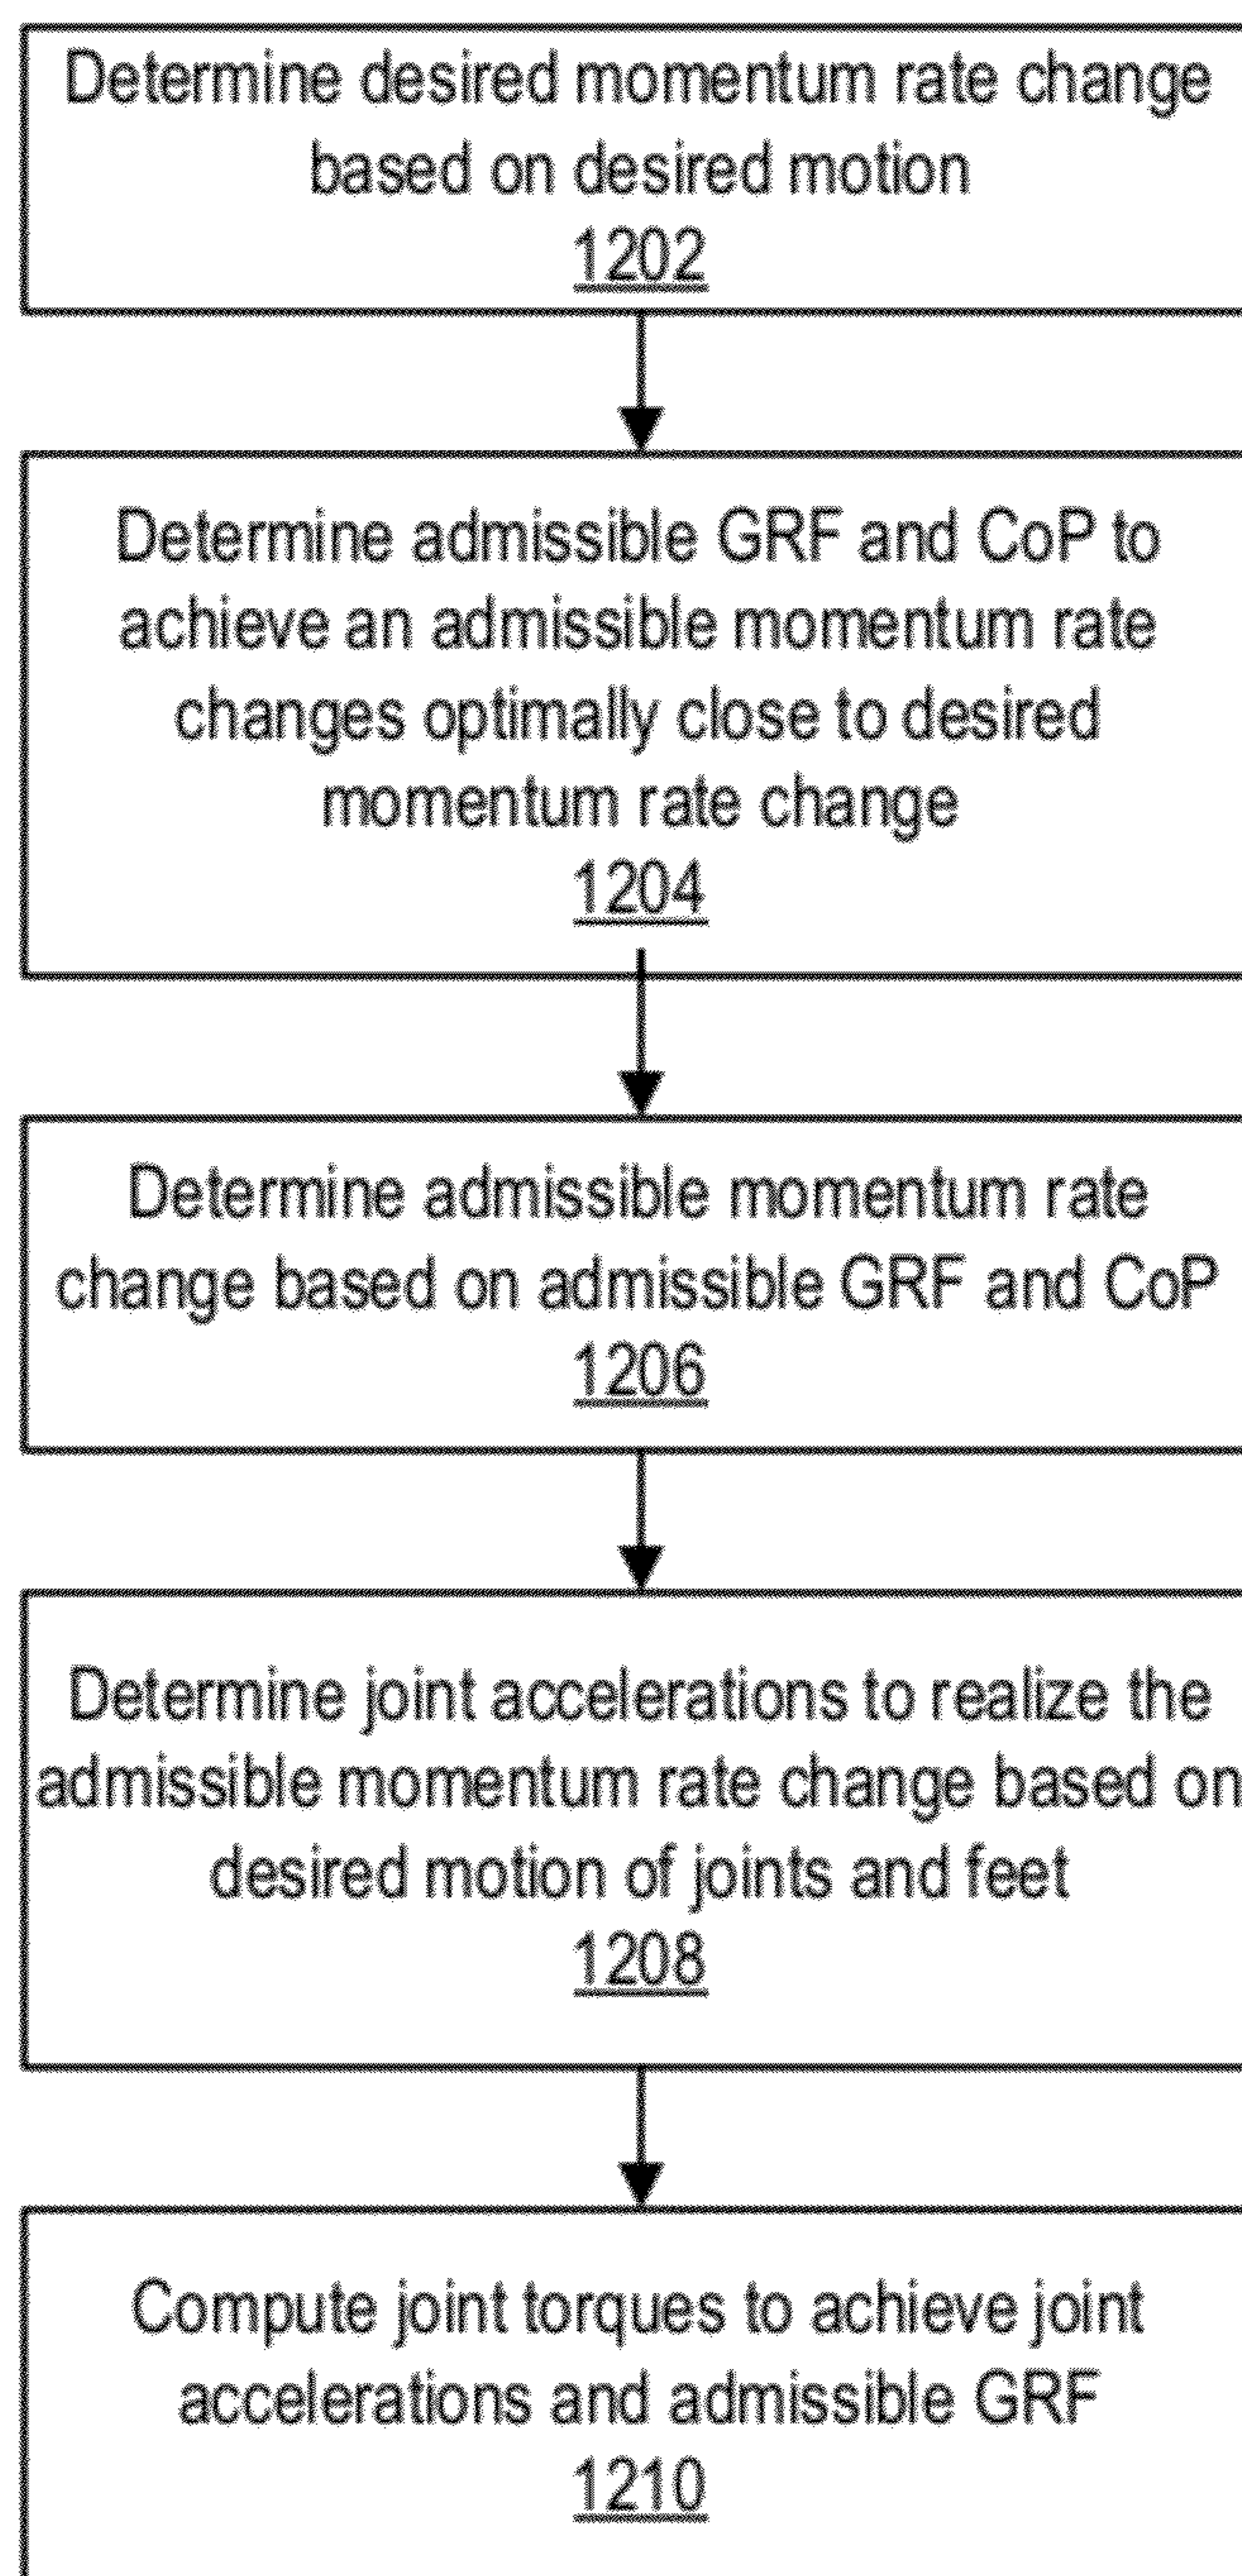 Determine desired momentum rate change
based on desired motion
1202
Determine admissible GRF and CoP to
achieve an admissible momentum rate
changes optimally close to desired
momentum rate change
1204
Determine admissible momentum rate
change based on admissible GRF and CoP
1206
Determine joint accelerations to realize the
admissible momentum rate change based on
desired motion of joints and feet
1208
Compute joint torques to achieve joint
accelerations and admissible GRF
1210